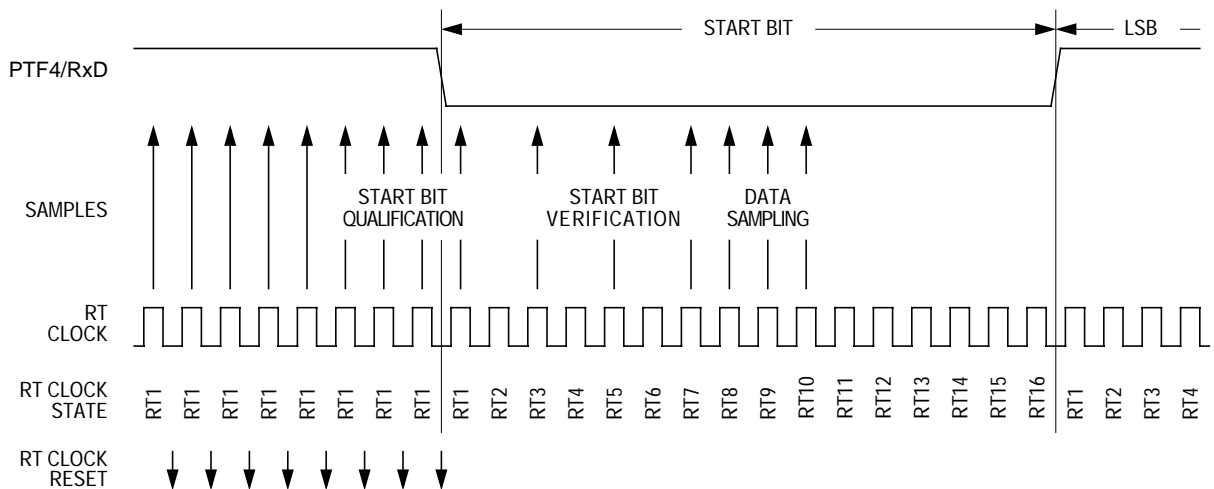 START BIT
LSB
PTF4/RxD
SAMPLES
START BIT
QUALIFICATION
START BIT
VERIFICATION
DATA
SAMPLING
RT
CLOCK
RT CLOCK
STATE
RT1 RT1 RT1 RT1 RT1 RT1 RT1 RT1 RT1 RT2 RT3 RT4 RT5 RT6 RT7 RT8 RT9 RT10 RT11 RT12 RT13 RT14 RT15 RT16 RT1 RT2 RT3 RT4
RT CLOCK
RESET